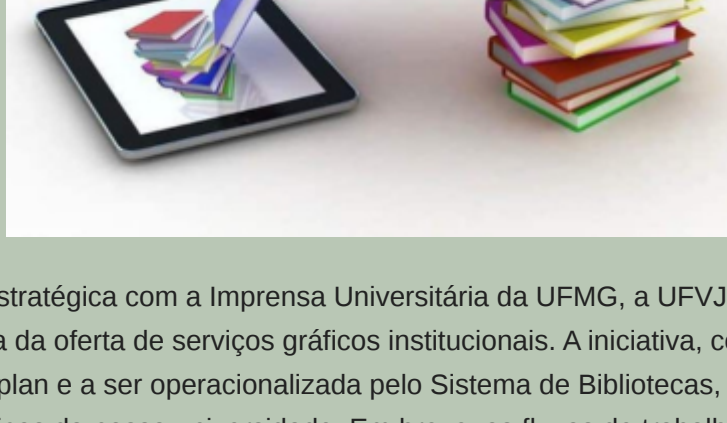 stratégica com a Imprensa Universitária da UFMG, a UFVJ
a da oferta de serviços gráficos institucionais. A iniciativa, c
plan e a ser operacionalizada pelo Sistema de Bibliotecas,